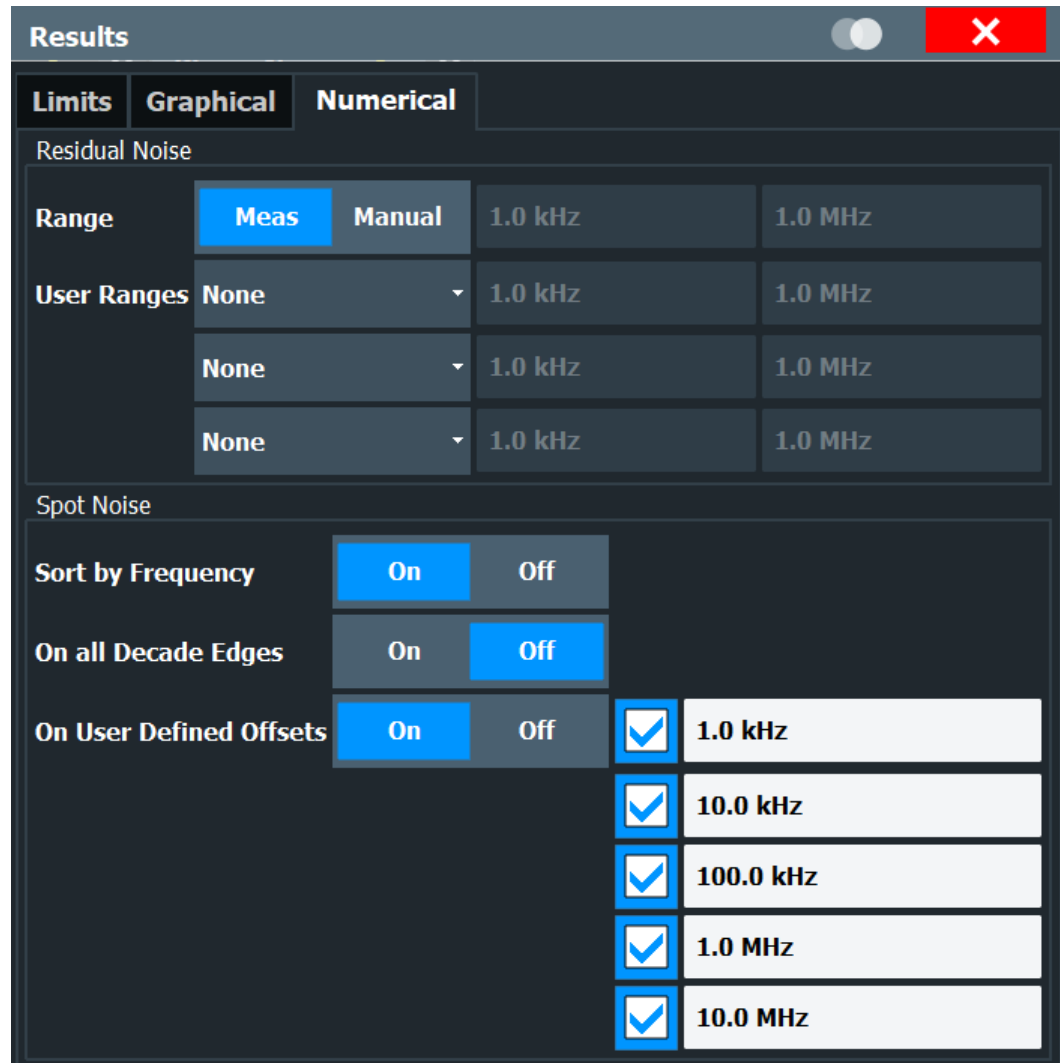 Results
Limits Graphical Numerical
Residual Noise
Range Meas Manual 1.0 kHz 1.0 MHz
User Ranges None 1.0 kHz 1.0 MHz
None 1.0 kHz 1.0 MHz
None 1.0 kHz 1.0 MHz
Spot Noise
Sort by Frequency On Off
On all Decade Edges On Off
On User Defined Offsets On Off 1.0 kHz
10.0 kHz
100.0 kHz
1.0 MHz
10.0 MHz